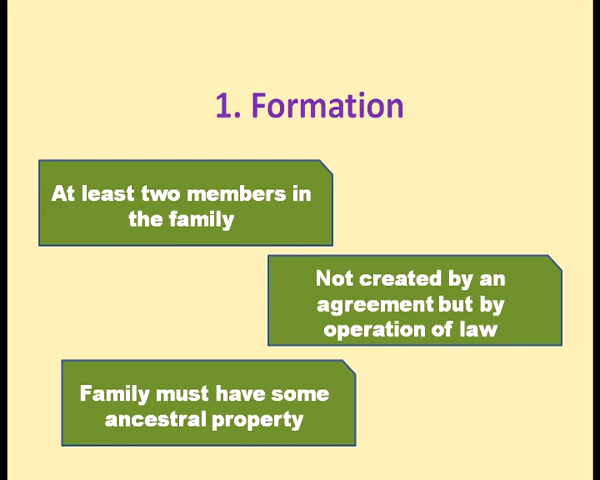 1. Formation
At least two members in
the family
Not created by an
agreement but by
operation of law
Family must have some
ancestral property